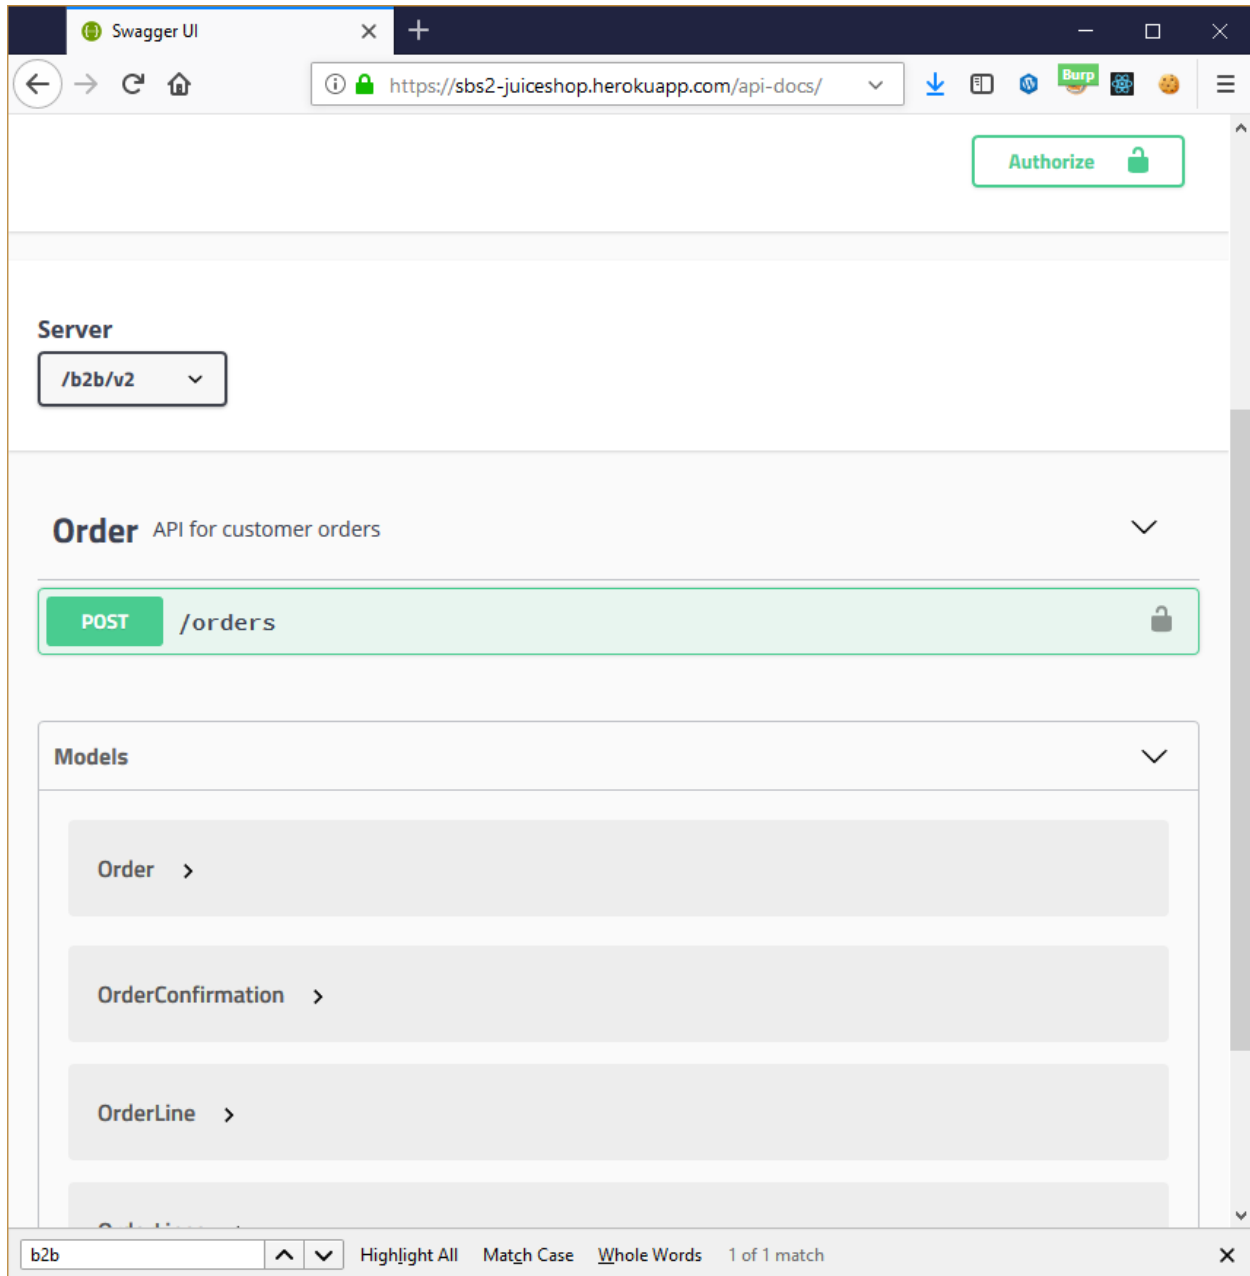 Swagger UI
https://sbs2-juiceshop.herokuapp.com/api-docs/
Burp
Authorize
Server
/b2b/v2
Order API for customer orders
POST /orders
Models
Order
OrderConfirmation
OrderLine
b2b Highlight All Match Case Whole Words 1 of 1 match